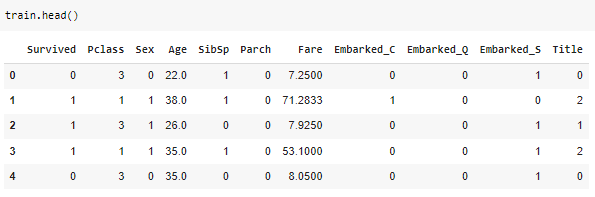 train.head()
Survived Pclass Sex Age SibSp Parch Fare Embarked_C Embarked_Q Embarked_S Title
0 0 3 0 22.0 1 0 7.2500 0 0 1 0
1 1 1 1 38.0 1 0 71.2833 1 0 0 2
2 1 3 1 26.0 0 0 7.9250 0 0 1 1
3 1 1 1 35.0 1 0 53.1000 0 0 1 2
4 0 3 0 35.0 0 0 8.0500 0 0 1 0